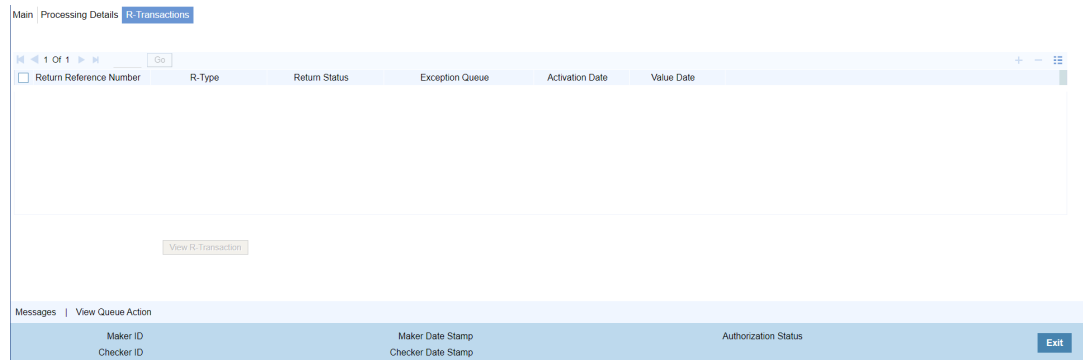 Main Processing Details R-Transactions
1 Of 1 Go
Return Reference Number R-Type Return Status Exception Queue Activation Date Value Date
View R-Transaction
Messages | View Queue Action
Maker ID Maker Date Stamp Authorization Status
Checker ID Checker Date Stamp
Exit